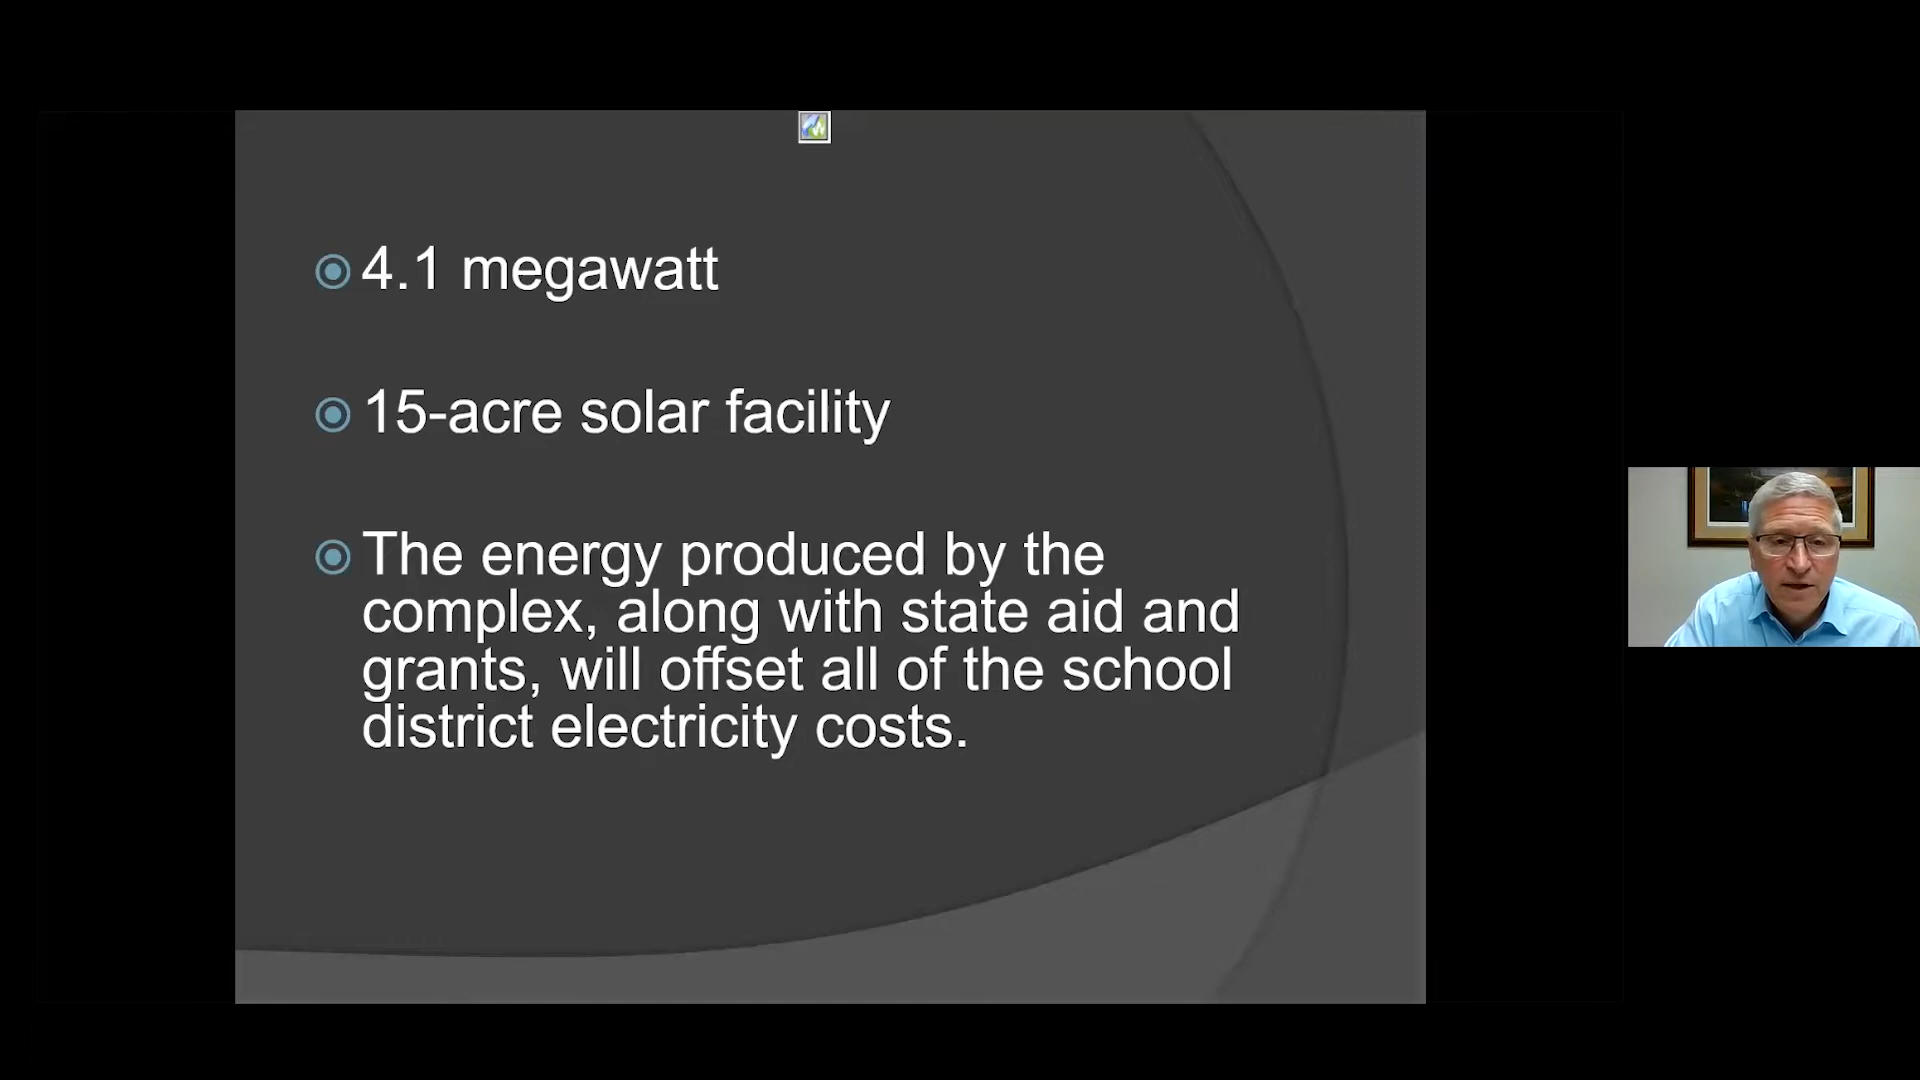 4.1 megawatt
15-acre solar facility
The energy produced by the
complex, along with state aid and
grants, will offset all of the school
district electricity costs.